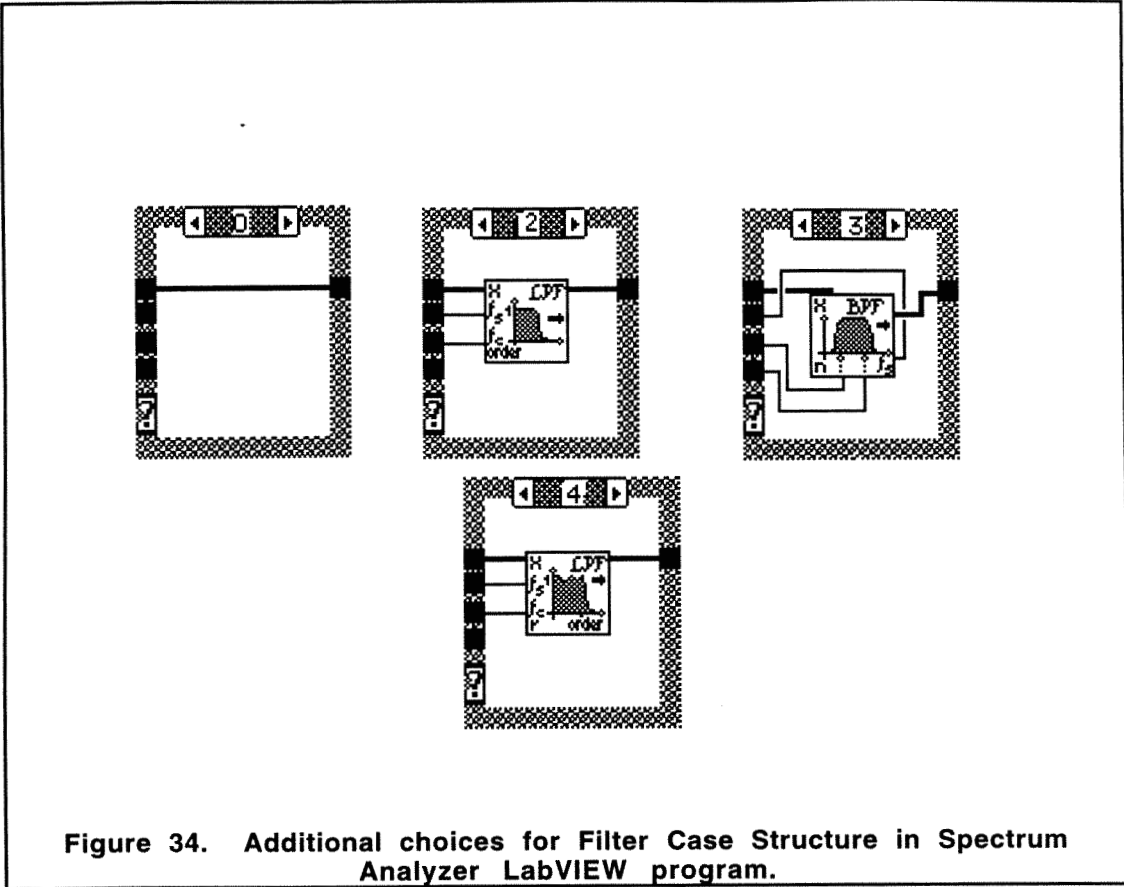 0
2
3
X LPF
fs
fc
order
?
X BPF
n fs
?
?
4
X LPF
fs
fc
r order
?
Figure 34. Additional choices for Filter Case Structure in Spectrum
Analyzer LabVIEW program.